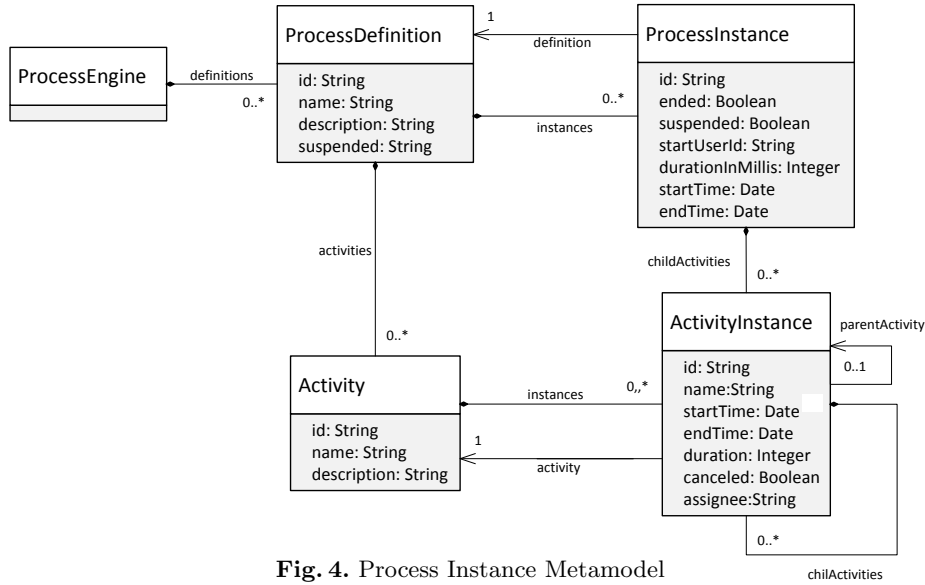 ProcessEngine
definitions
0..*
ProcessDefinition
id: String
name: String
description: String
suspended: String
1
definition
0..*
instances
ProcessInstance
id: String
ended: Boolean
suspended: Boolean
startUserId: String
durationInMillis: Integer
startTime: Date
endTime: Date
activities
0..*
childActivities
0..*
Activity
id: String
name: String
description: String
instances
0,,*
1
activity
ActivityInstance
id: String
name:String
startTime: Date
endTime: Date
duration: Integer
canceled: Boolean
assignee:String
parentActivity
0..1
0..*
chilActivities
Fig. 4. Process Instance Metamodel